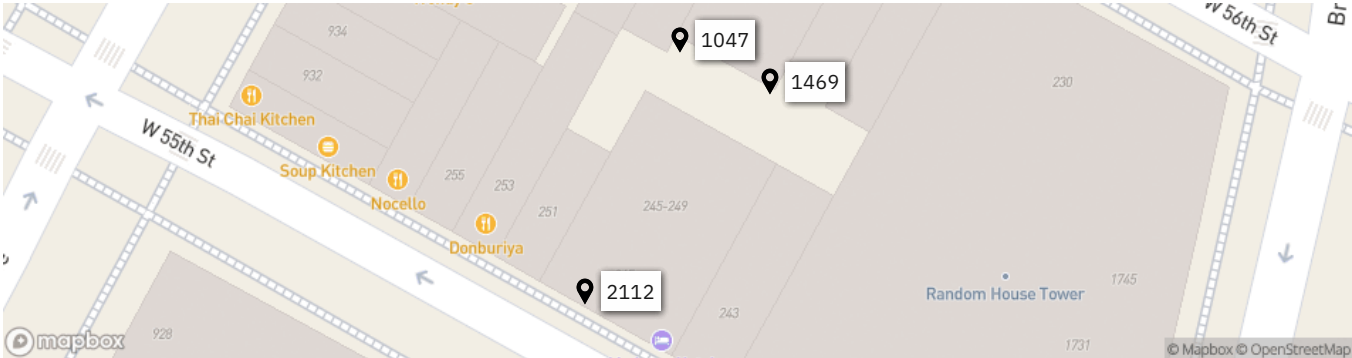 W 56th St
Br
934
1047
932
1469
230
Thai Chai Kitchen
W 55th St
Soup Kitchen
255
253
Nocello
251
245-249
Donburiya
2112
Random House Tower
1745
243
928
1731
mapbox
© Mapbox © OpenStreetMap